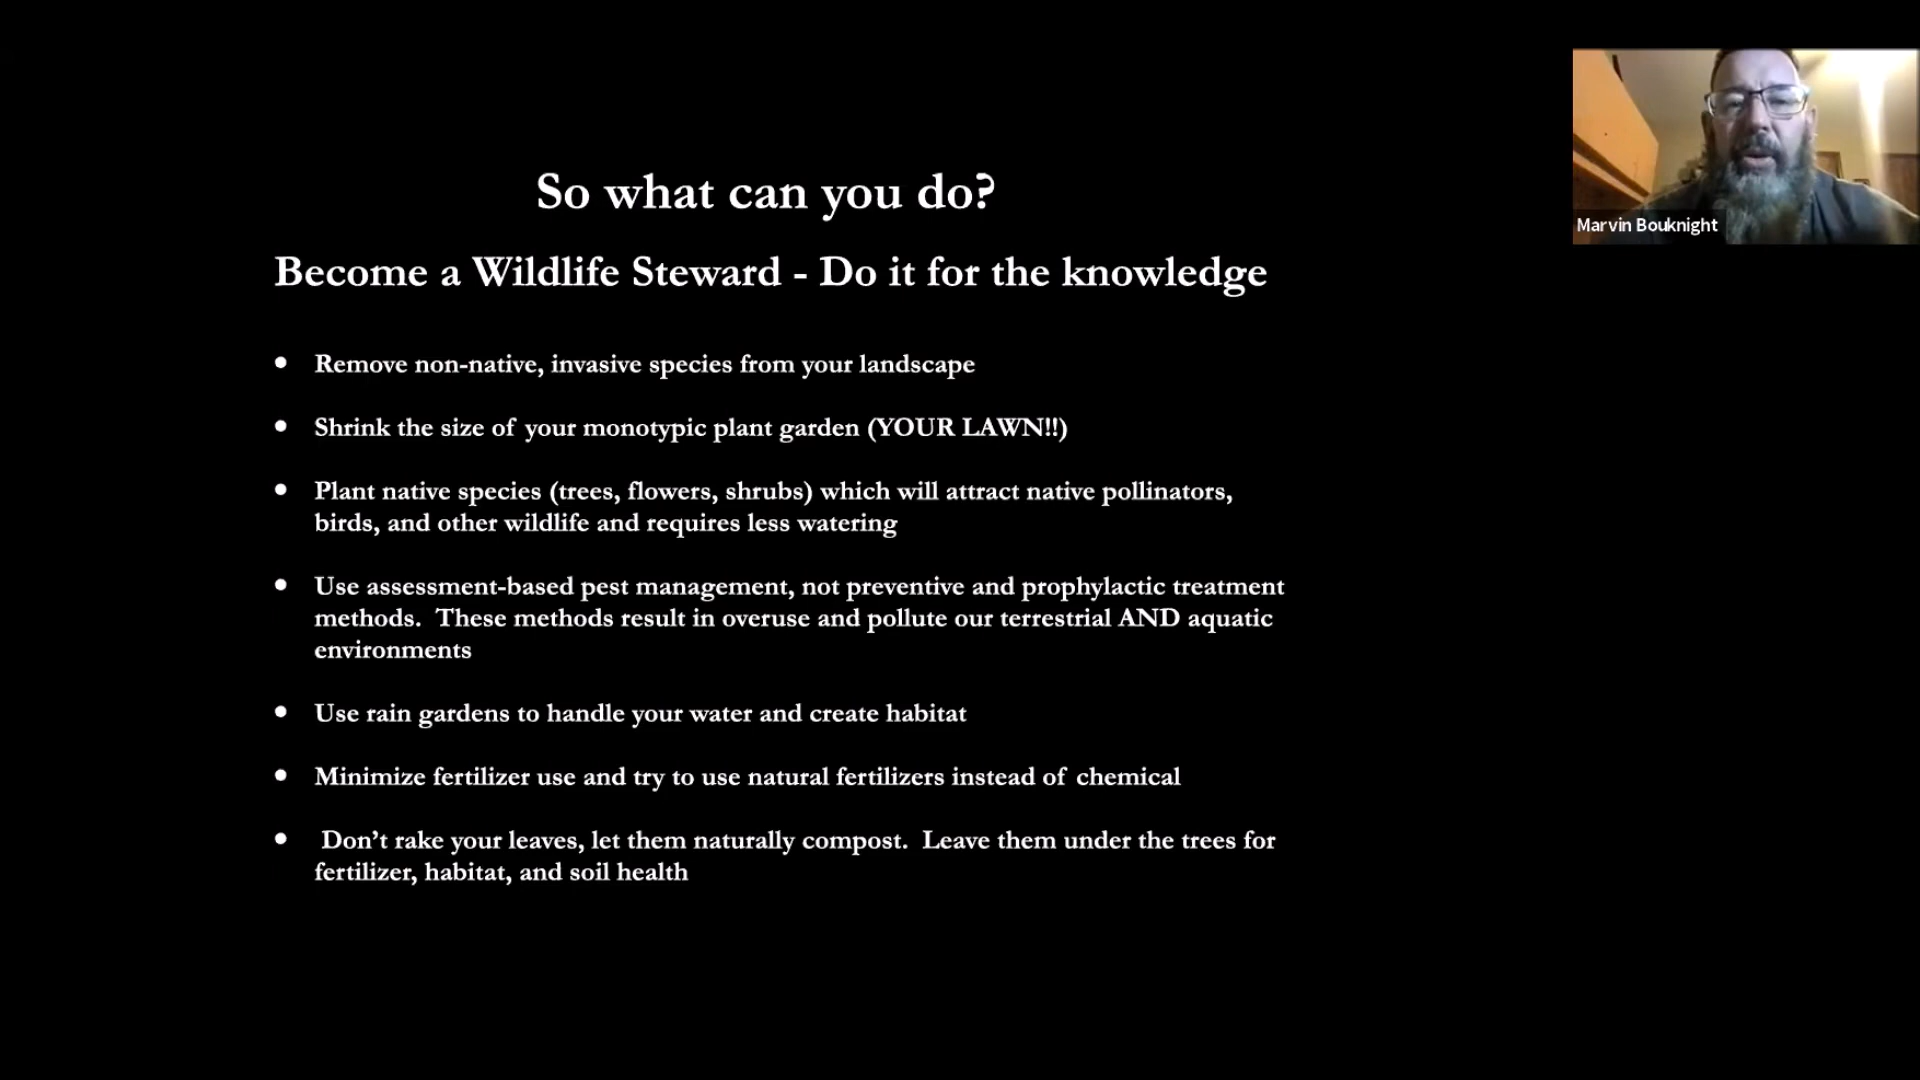 So what can you do?
Become a Wildlife Steward - Do it for the knowledge
• Remove non-native, invasive species from your landscape
• Shrink the size of your monotypic plant garden (YOUR LAWN!!)
• Plant native species (trees, flowers, shrubs) which will attract native pollinators,
birds, and other wildlife and requires less watering
• Use assessment-based pest management, not preventive and prophylactic treatment
methods.  These methods result in overuse and pollute our terrestrial AND aquatic
environments
• Use rain gardens to handle your water and create habitat
• Minimize fertilizer use and try to use natural fertilizers instead of chemical
• Don’t rake your leaves, let them naturally compost.  Leave them under the trees for
fertilizer, habitat, and soil health
Marvin Bouknight